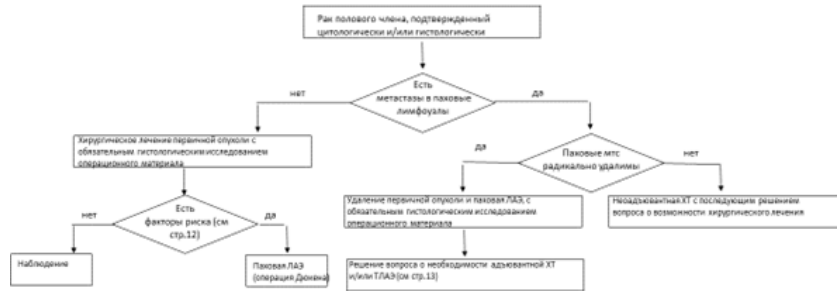 Рак полового члена, подтвержденный
цитологически и/или гистологически
Есть
метастазы в паховые
лимфоузлы
нет
да
Хирургическое лечение первичной опухоли с
обязательным гистологическим исследованием
операционного материала
Паховые мтс
радикально удалимы
да
нет
Есть
факторы риска (см
стр.12)
нет
да
Удаление первичной опухоли и паховая ЛАЭ, с
обязательным гистологическим исследованием
операционного материала
Неоадъювантная ХТ с последующим решением
вопроса о возможности хирургического лечения
Наблюдение
Паховая ЛАЭ
(операция Дюкена)
Решение вопроса о необходимости адъювантной ХТ
и/или ТЛАЭ (см стр.13)